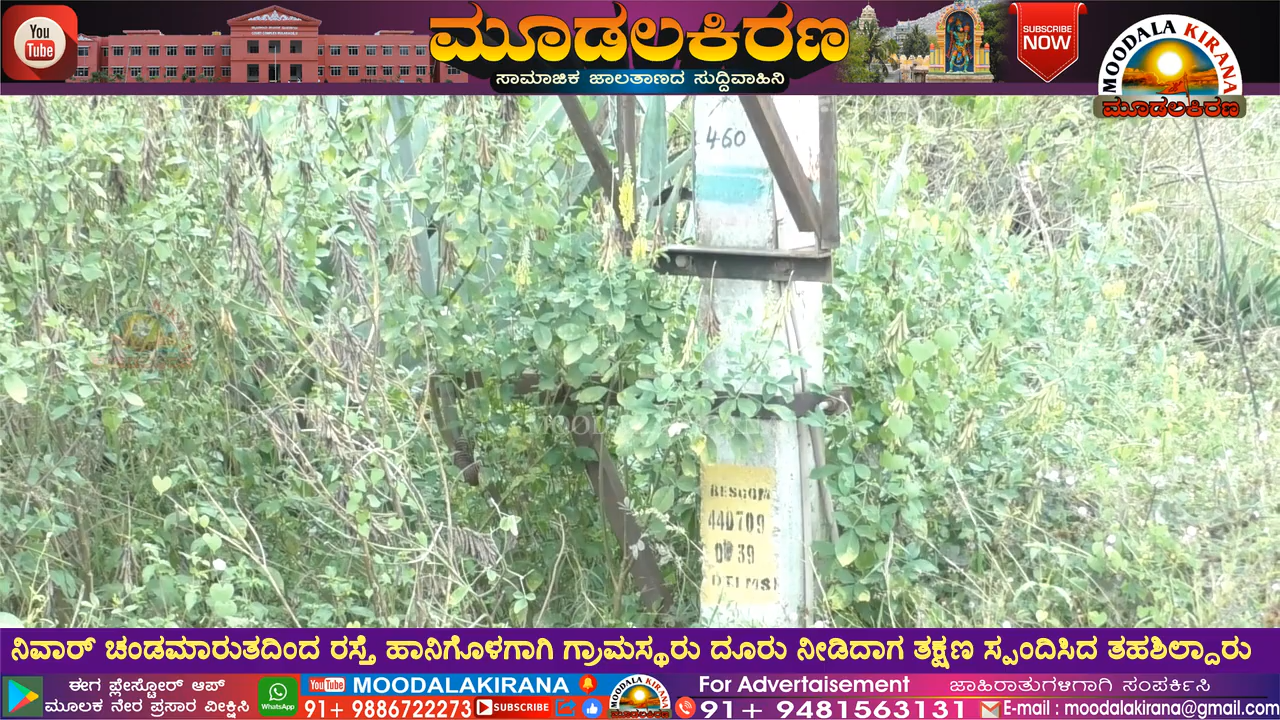 You
Tube
ಮೂಡಲಕಿರಣ
ಸಾಮಾಜಿಕ ಜಾಲತಾಣದ ಸುದ್ದಿವಾಹಿನಿ
SUBSCRIBE
NOW
MOODALA KIRANA
ಮೂಡಲಕಿರಣ
460
BESCOM
440709
ನಿವಾರ್ ಚಂಡಮಾರುತದಿಂದ ರಸ್ತೆ ಹಾನಿಗೊಳಗಾಗಿ ಗ್ರಾಮಸ್ಥರು ದೂರು ನೀಡಿದಾಗ ತಕ್ಷಣ ಸ್ಪಂದಿಸಿದ ತಹಶಿಲ್ದಾರು
ಈಗ ಪ್ಲೇಸ್ಟೋರ್ ಆಪ್
ಮೂಲಕ ನೇರ ಪ್ರಸಾರ ವೀಕ್ಷಿಸಿ
WhatsApp
YouTube MOODALAKIRANA
91+ 9886722273 SUBSCRIBE
For Advertaisement ಜಾಹಿರಾತುಗಳಿಗಾಗಿ ಸಂಪರ್ಕಿಸಿ
91+ 9481563131 E-mail : moodalakirana@gmail.com